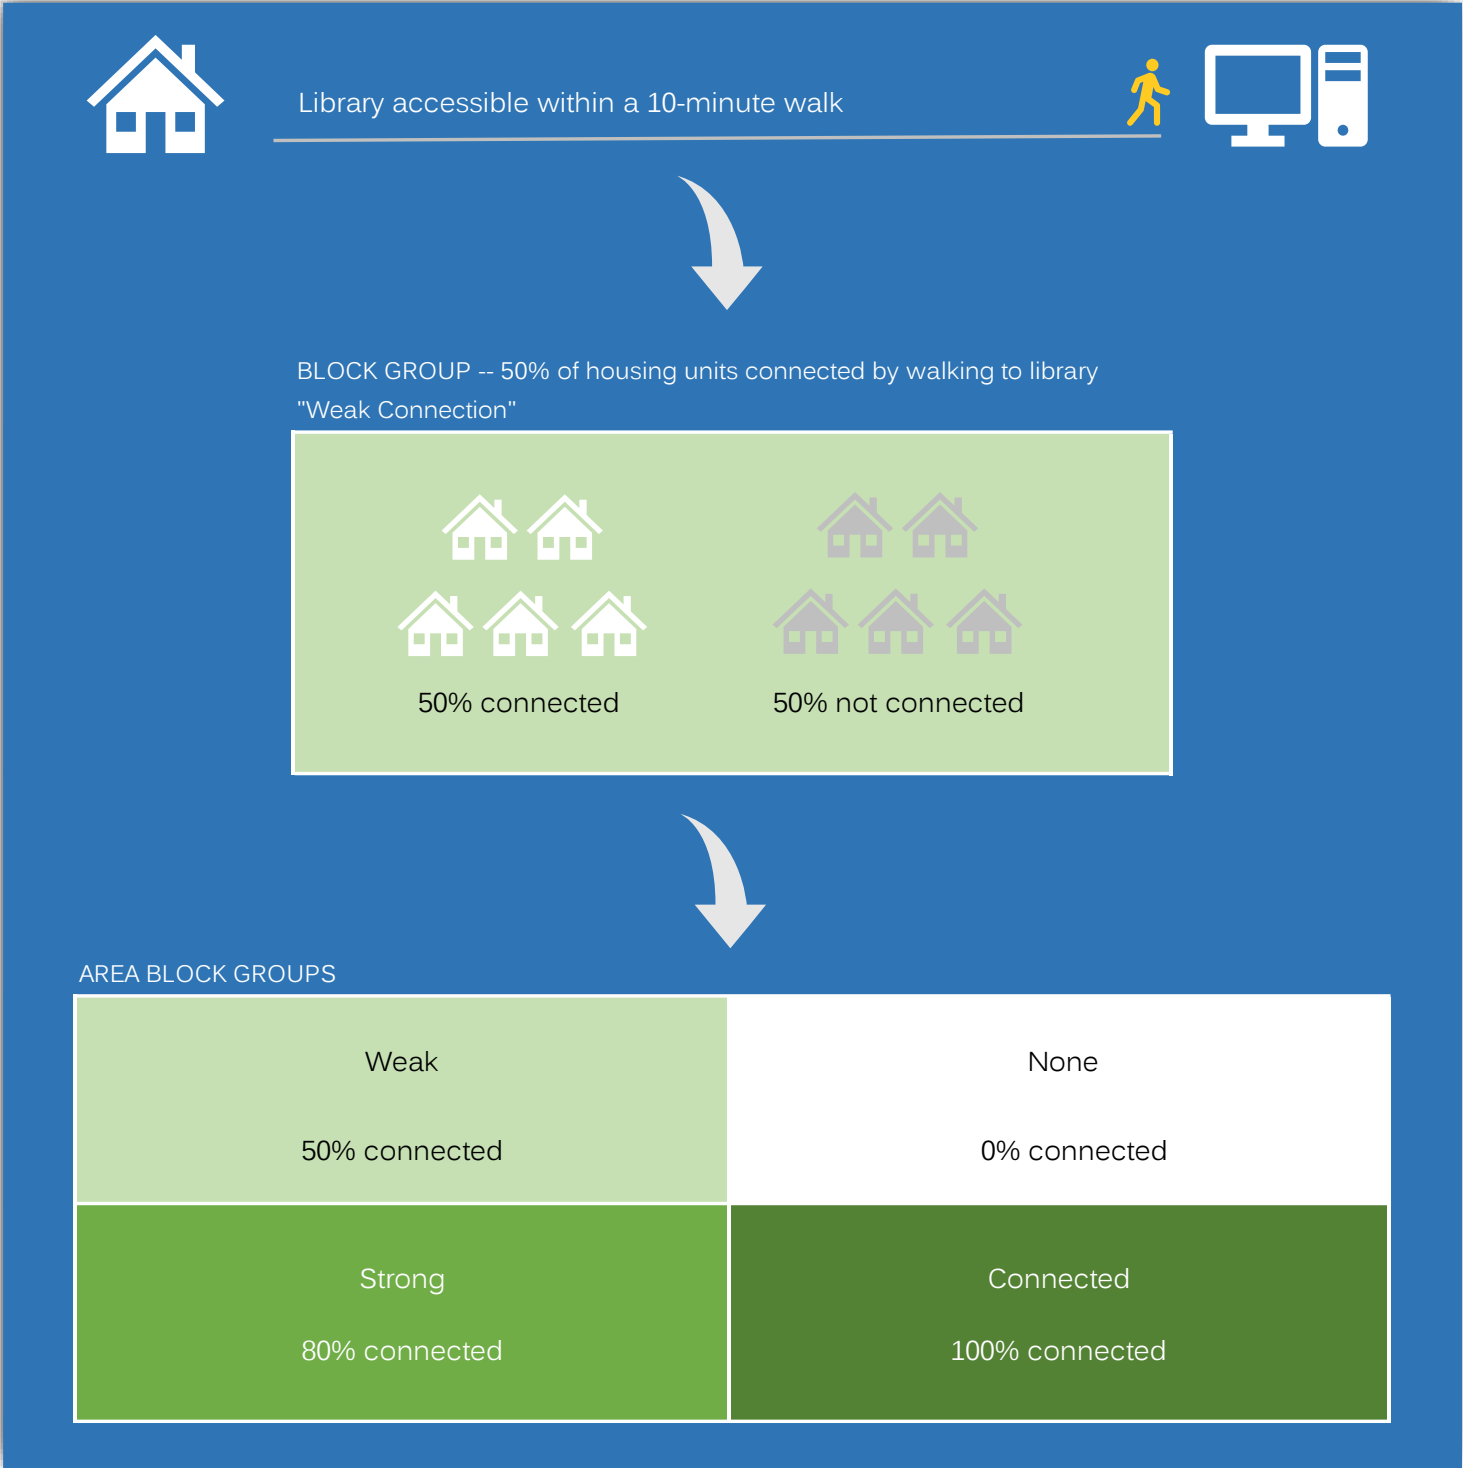 Library accessible within a 10-minute walk
BLOCK GROUP -- 50% of housing units connected by walking to library
"Weak Connection"
50% connected
50% not connected
AREA BLOCK GROUPS
Weak
50% connected
None
0% connected
Strong
80% connected
Connected
100% connected